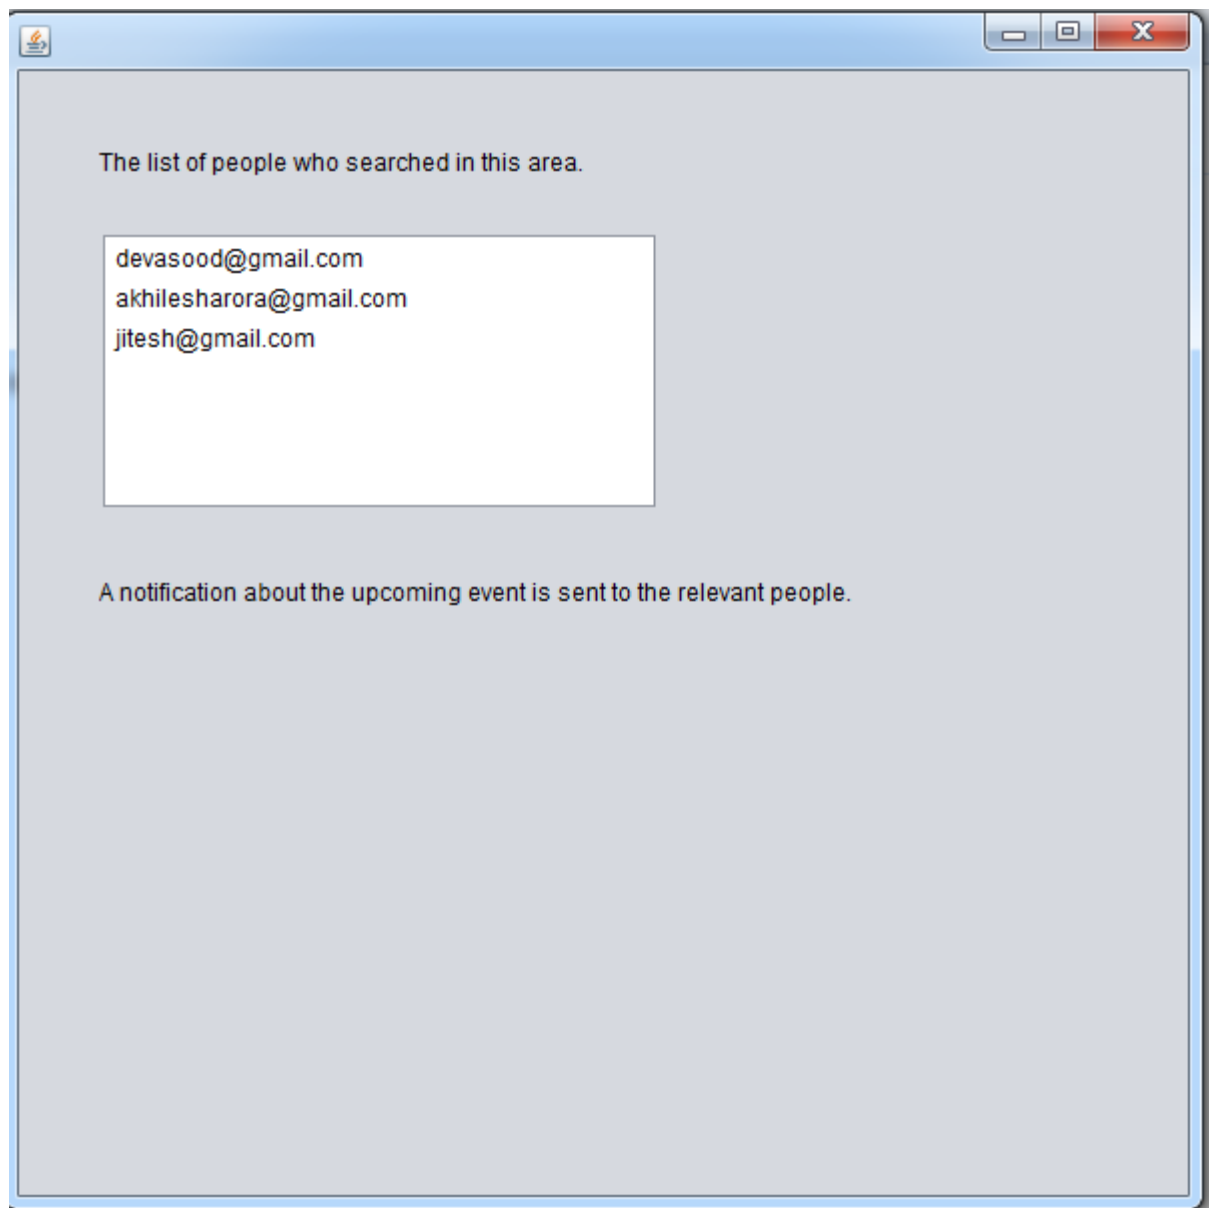 The list of people who searched in this area.
devasood@gmail.com
akhilesharora@gmail.com
jitesh@gmail.com
A notification about the upcoming event is sent to the relevant people.